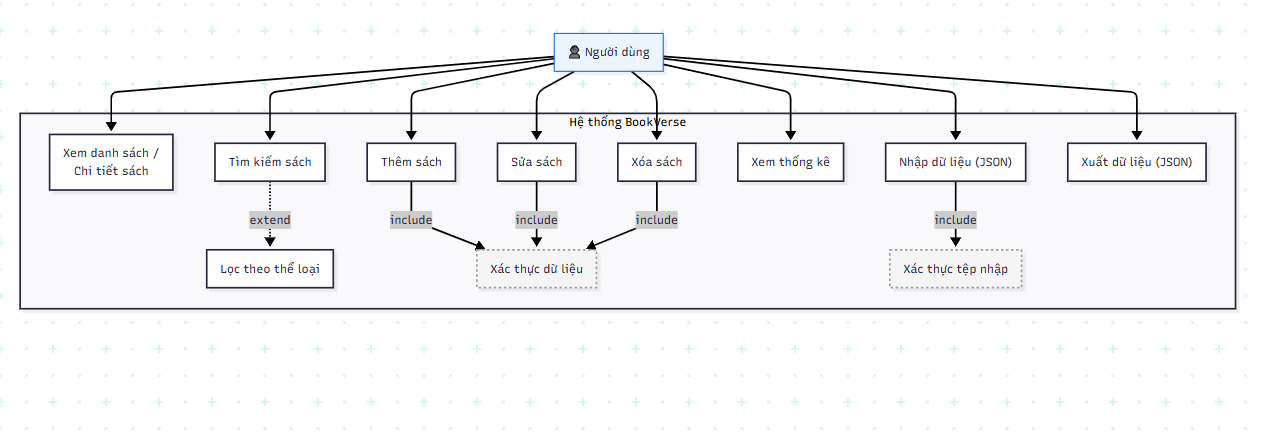 Người dùng
Hệ thống BookVerse
Xem danh sách /
Chi tiết sách
Tìm kiếm sách
Thêm sách
Sửa sách
Xóa sách
Xem thống kê
Nhập dữ liệu (JSON)
Xuất dữ liệu (JSON)
extend
include
include
include
include
Lọc theo thể loại
Xác thực dữ liệu
Xác thực tệp nhập